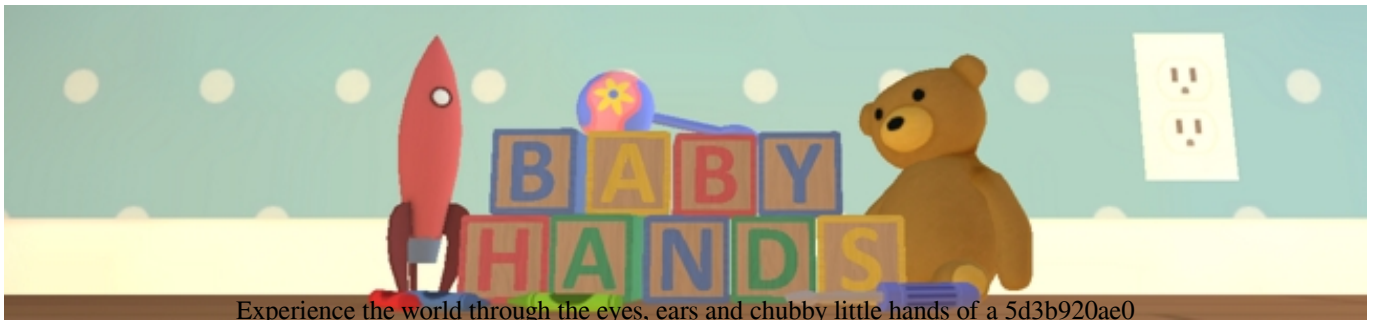 BABY
HANDS
Experience the world through the eyes, ears and chubby little hands of a 5d3b920ae0